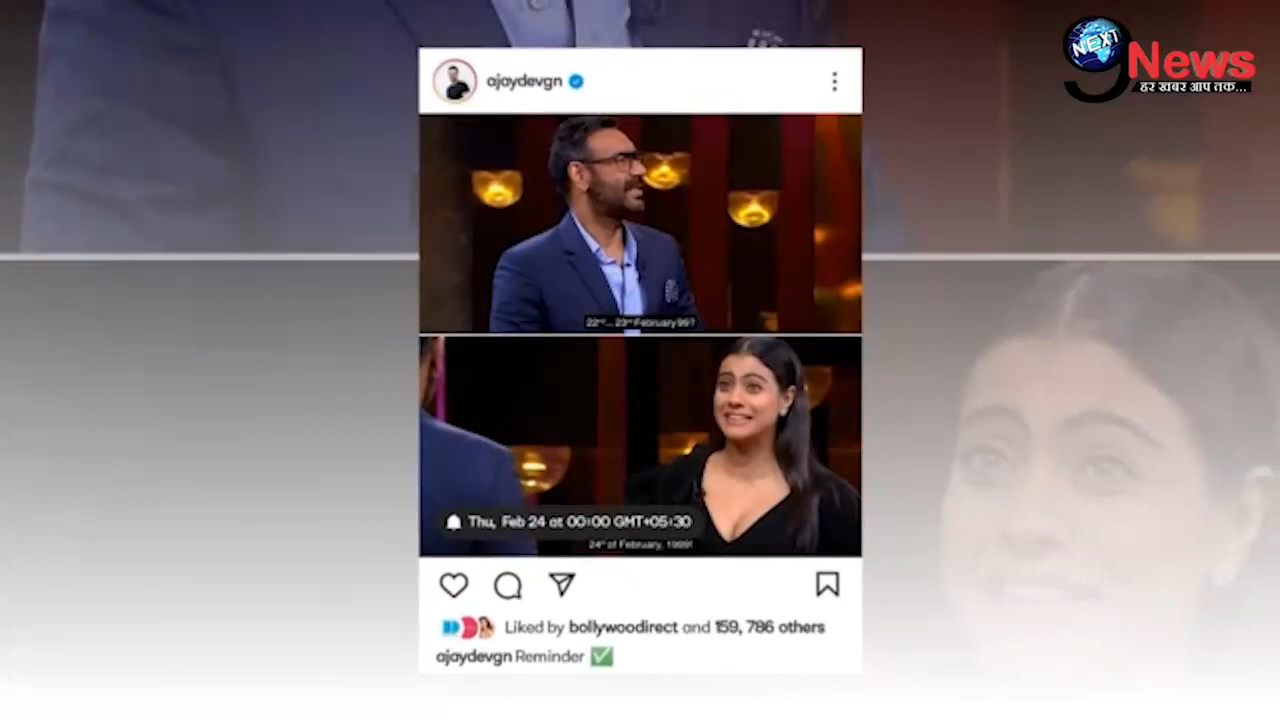 NEXT
9 News
हर खबर आप तक...
ajaydevgn
22nd... 23rd February 99?
Thu, Feb 24 at 00:00 GMT+05:30
24th of February, 1999!
Liked by bollywoodirect and 159, 786 others
ajaydevgn Reminder ✅